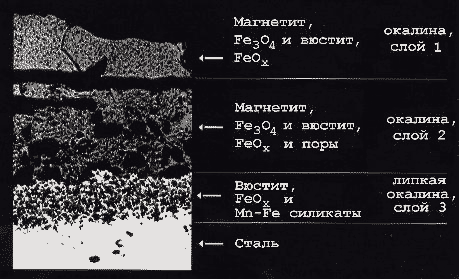 Магнетит,
Fe3O4 и вюстит,
FeOx
окалина,
слой 1
Магнетит,
Fe3O4 и вюстит,
FeOx и поры
окалина,
слой 2
Вюстит,
FeOx и
Mn-Fe силикаты
липкая
окалина,
слой 3
Сталь